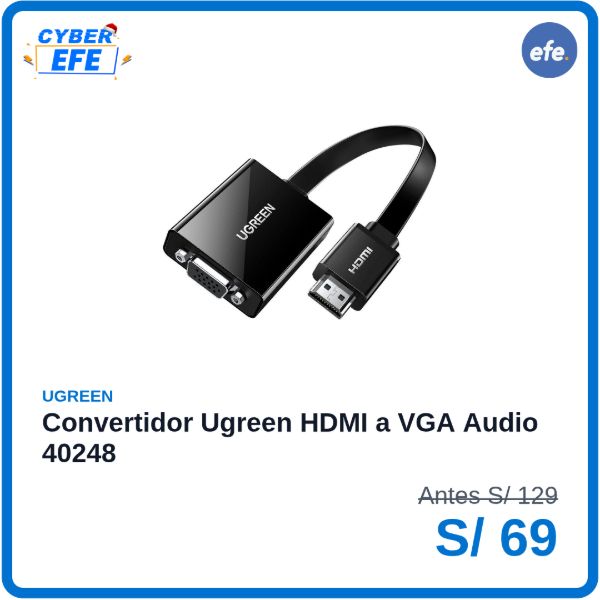 CYBER
EFE
efe.
UGREEN
HDMI
UGREEN
Convertidor Ugreen HDMI a VGA Audio
40248
Antes S/ 129
S/ 69